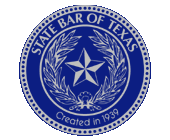 STATE BAR OF TEXAS
Created in 1939